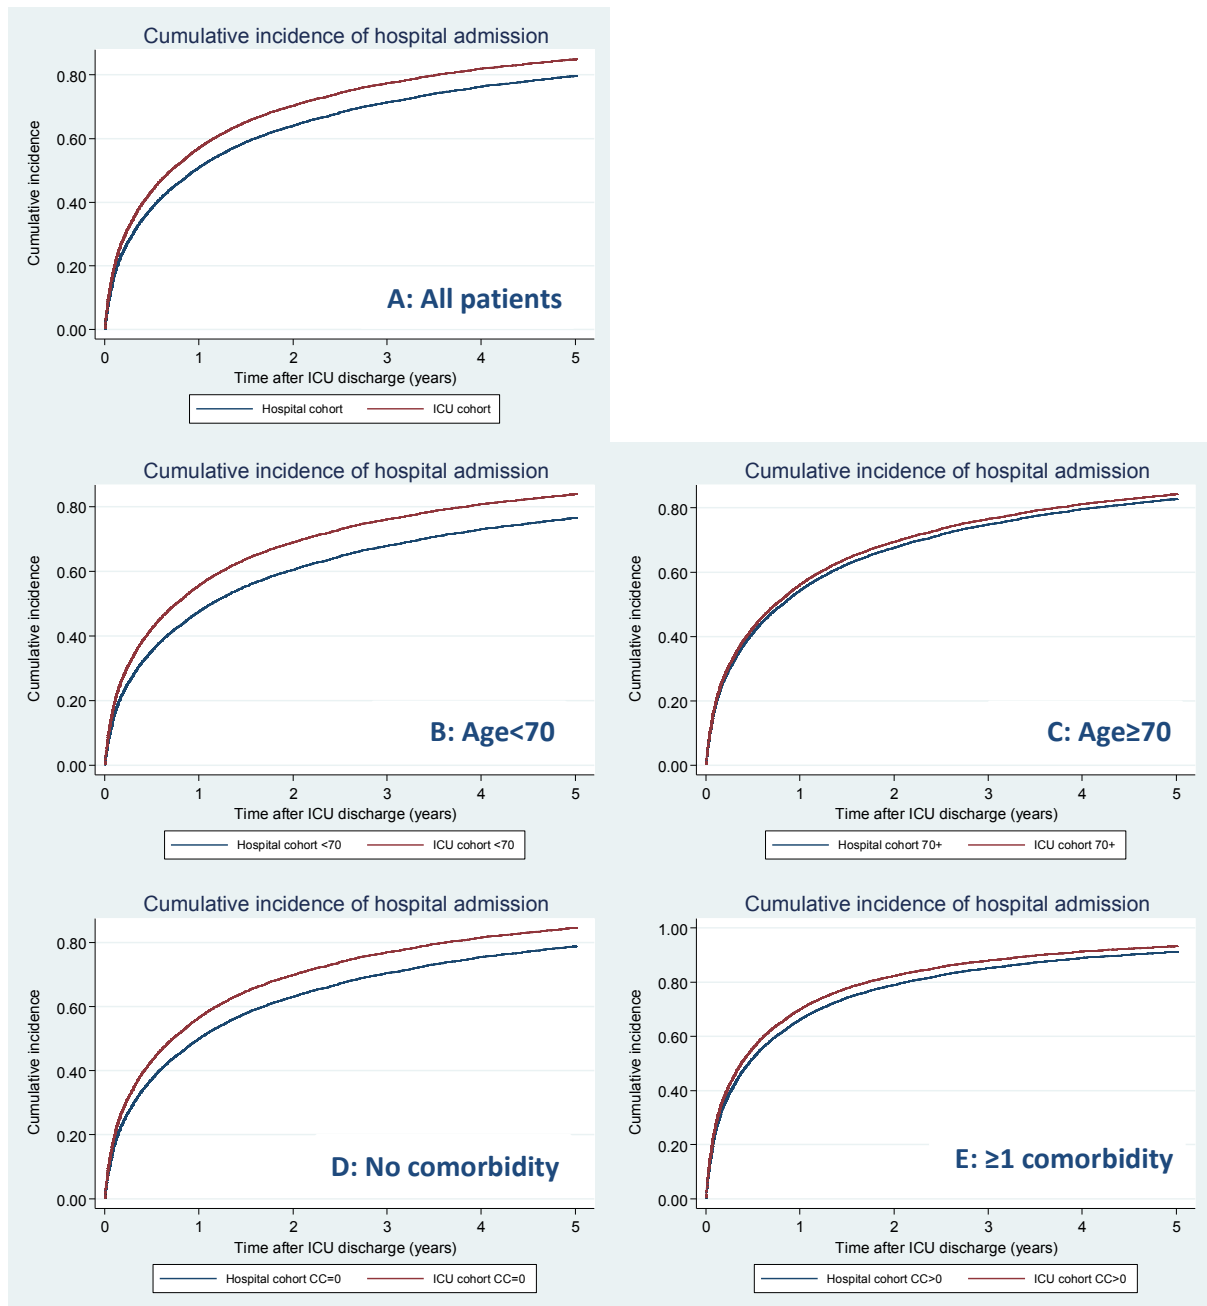 Cumulative incidence of hospital admission
Cumulative incidence
0.80
0.60
0.40
0.20
0.00
A: All patients
0 1 2 3 4 5
Time after ICU discharge (years)
Hospital cohort ICU cohort
Cumulative incidence of hospital admission
Cumulative incidence
0.80
0.60
0.40
0.20
0.00
B: Age<70
0 1 2 3 4 5
Time after ICU discharge (years)
Hospital cohort <70 ICU cohort <70
Cumulative incidence of hospital admission
Cumulative incidence
0.80
0.60
0.40
0.20
0.00
C: Age≥70
0 1 2 3 4 5
Time after ICU discharge (years)
Hospital cohort 70+ ICU cohort 70+
Cumulative incidence of hospital admission
Cumulative incidence
0.80
0.60
0.40
0.20
0.00
D: No comorbidity
0 1 2 3 4 5
Time after ICU discharge (years)
Hospital cohort CC=0 ICU cohort CC=0
Cumulative incidence of hospital admission
Cumulative incidence
1.00
0.80
0.60
0.40
0.20
0.00
E: ≥1 comorbidity
0 1 2 3 4 5
Time after ICU discharge (years)
Hospital cohort CC>0 ICU cohort CC>0